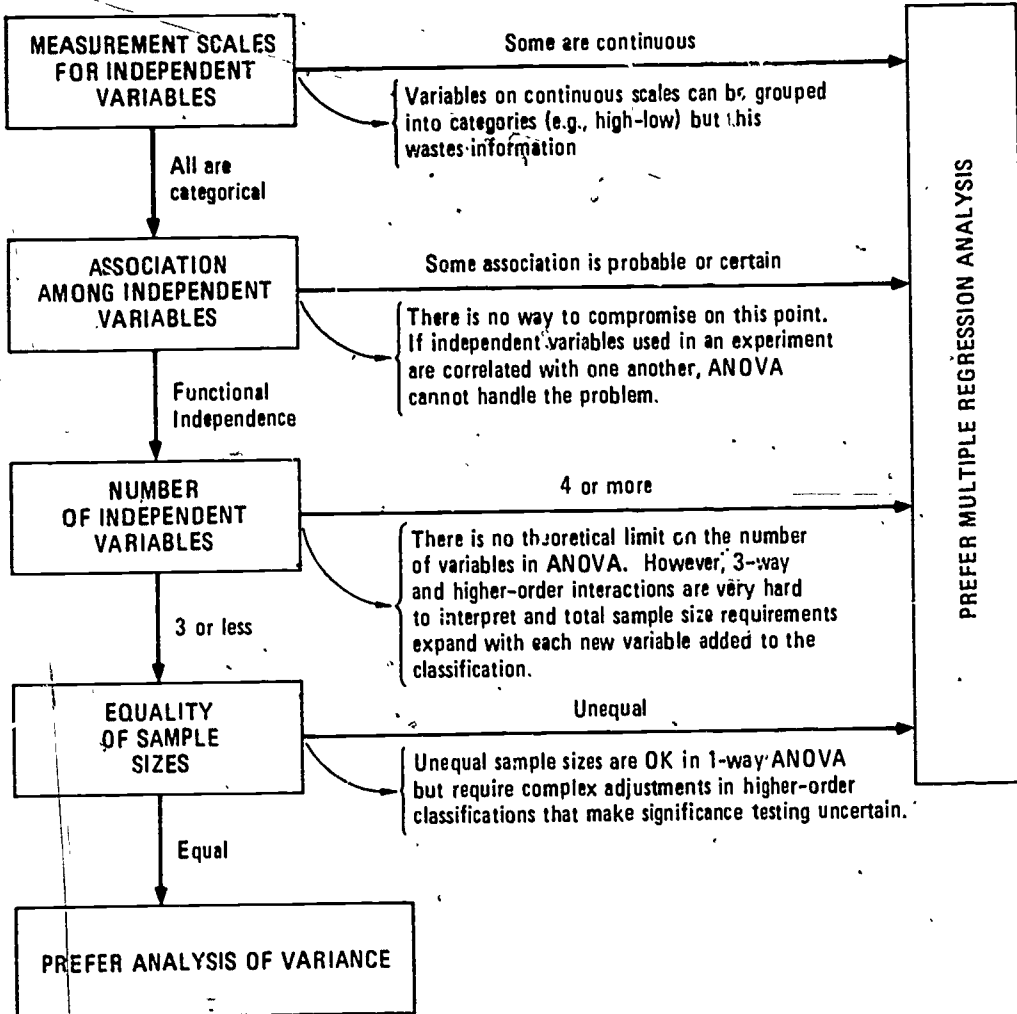 MEASUREMENT SCALES
FOR INDEPENDENT
VARIABLES
Some are continuous
Variables on continuous scales can be grouped
into categories (e.g., high-low) but this
wastes information
All are
categorical
ASSOCIATION
AMONG INDEPENDENT
VARIABLES
Some association is probable or certain
There is no way to compromise on this point.
If independent variables used in an experiment
are correlated with one another, ANOVA
cannot handle the problem.
Functional
Independence
NUMBER
OF INDEPENDENT
VARIABLES
4 or more
There is no theoretical limit on the number
of variables in ANOVA. However, 3-way
and higher-order interactions are very hard
to interpret and total sample size requirements
expand with each new variable added to the
classification.
3 or less
EQUALITY
OF SAMPLE
SIZES
Unequal
Unequal sample sizes are OK in 1-way ANOVA
but require complex adjustments in higher-order
classifications that make significance testing uncertain.
Equal
PREFER ANALYSIS OF VARIANCE
PREFER MULTIPLE REGRESSION ANALYSIS